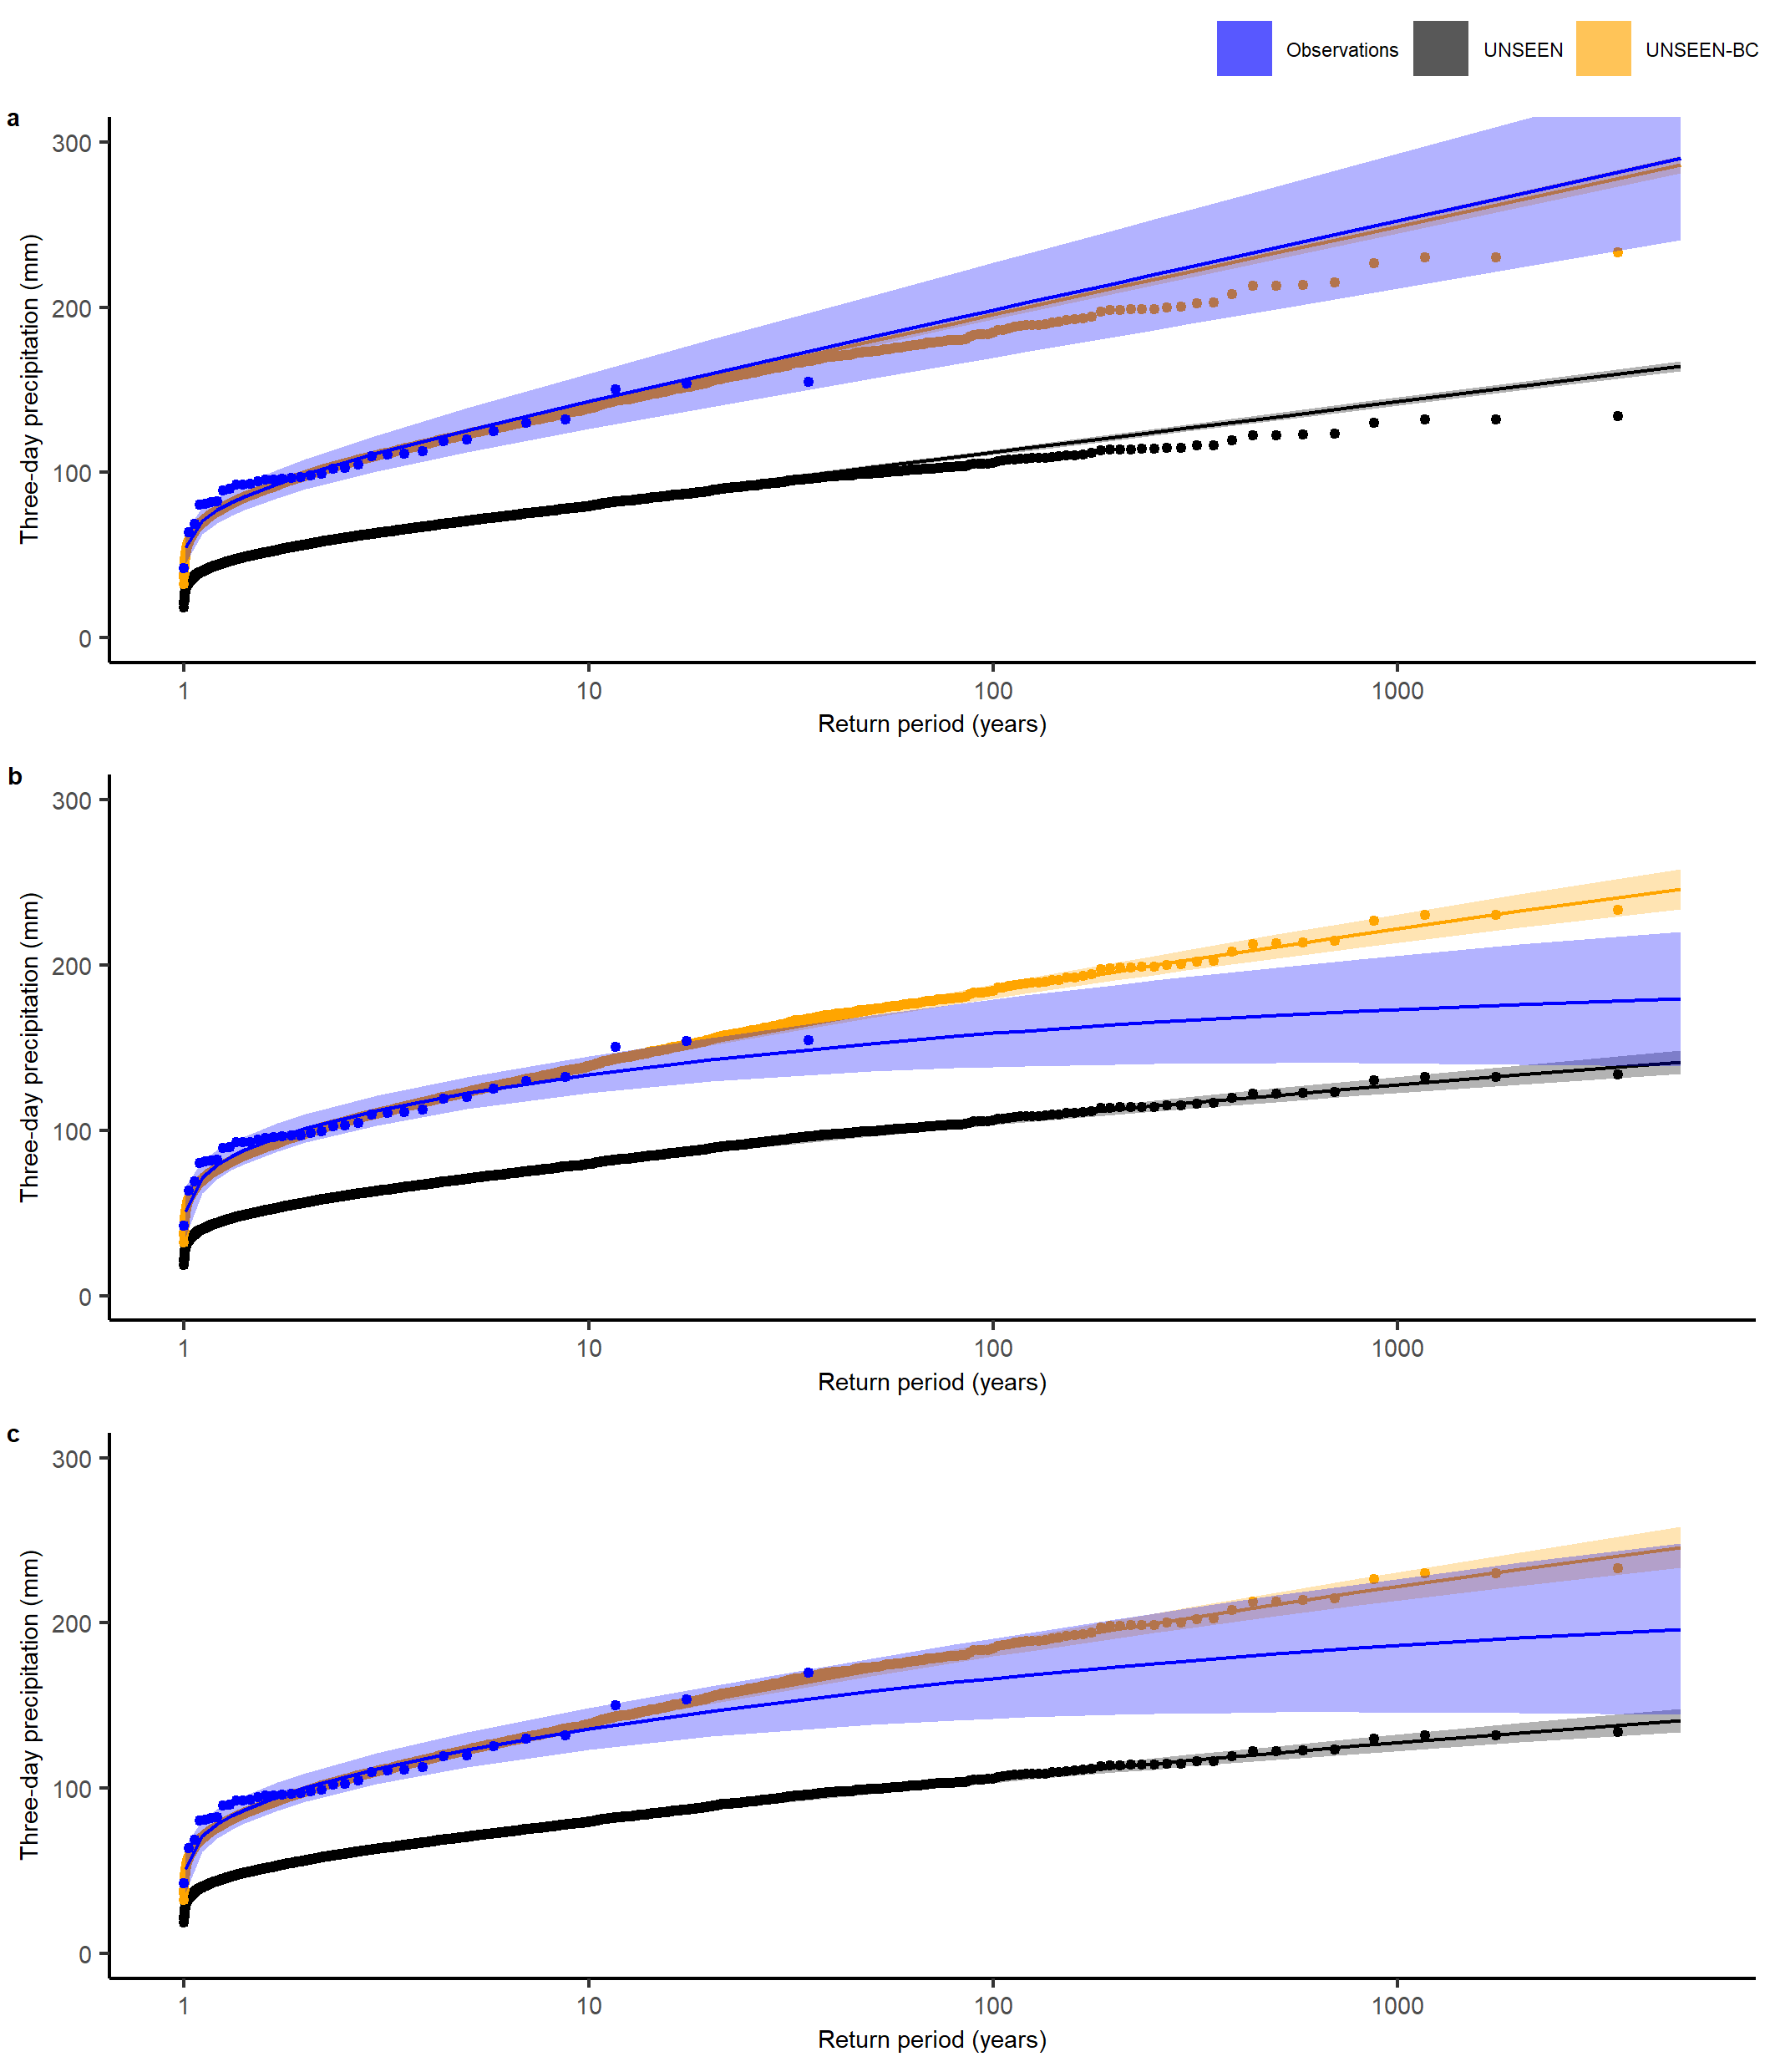 Observations UNSEEN UNSEEN-BC
a
300
200
100
0
Three-day precipitation (mm)
1 10 100 1000
Return period (years)
b
300
200
100
0
Three-day precipitation (mm)
1 10 100 1000
Return period (years)
c
300
200
100
0
Three-day precipitation (mm)
1 10 100 1000
Return period (years)